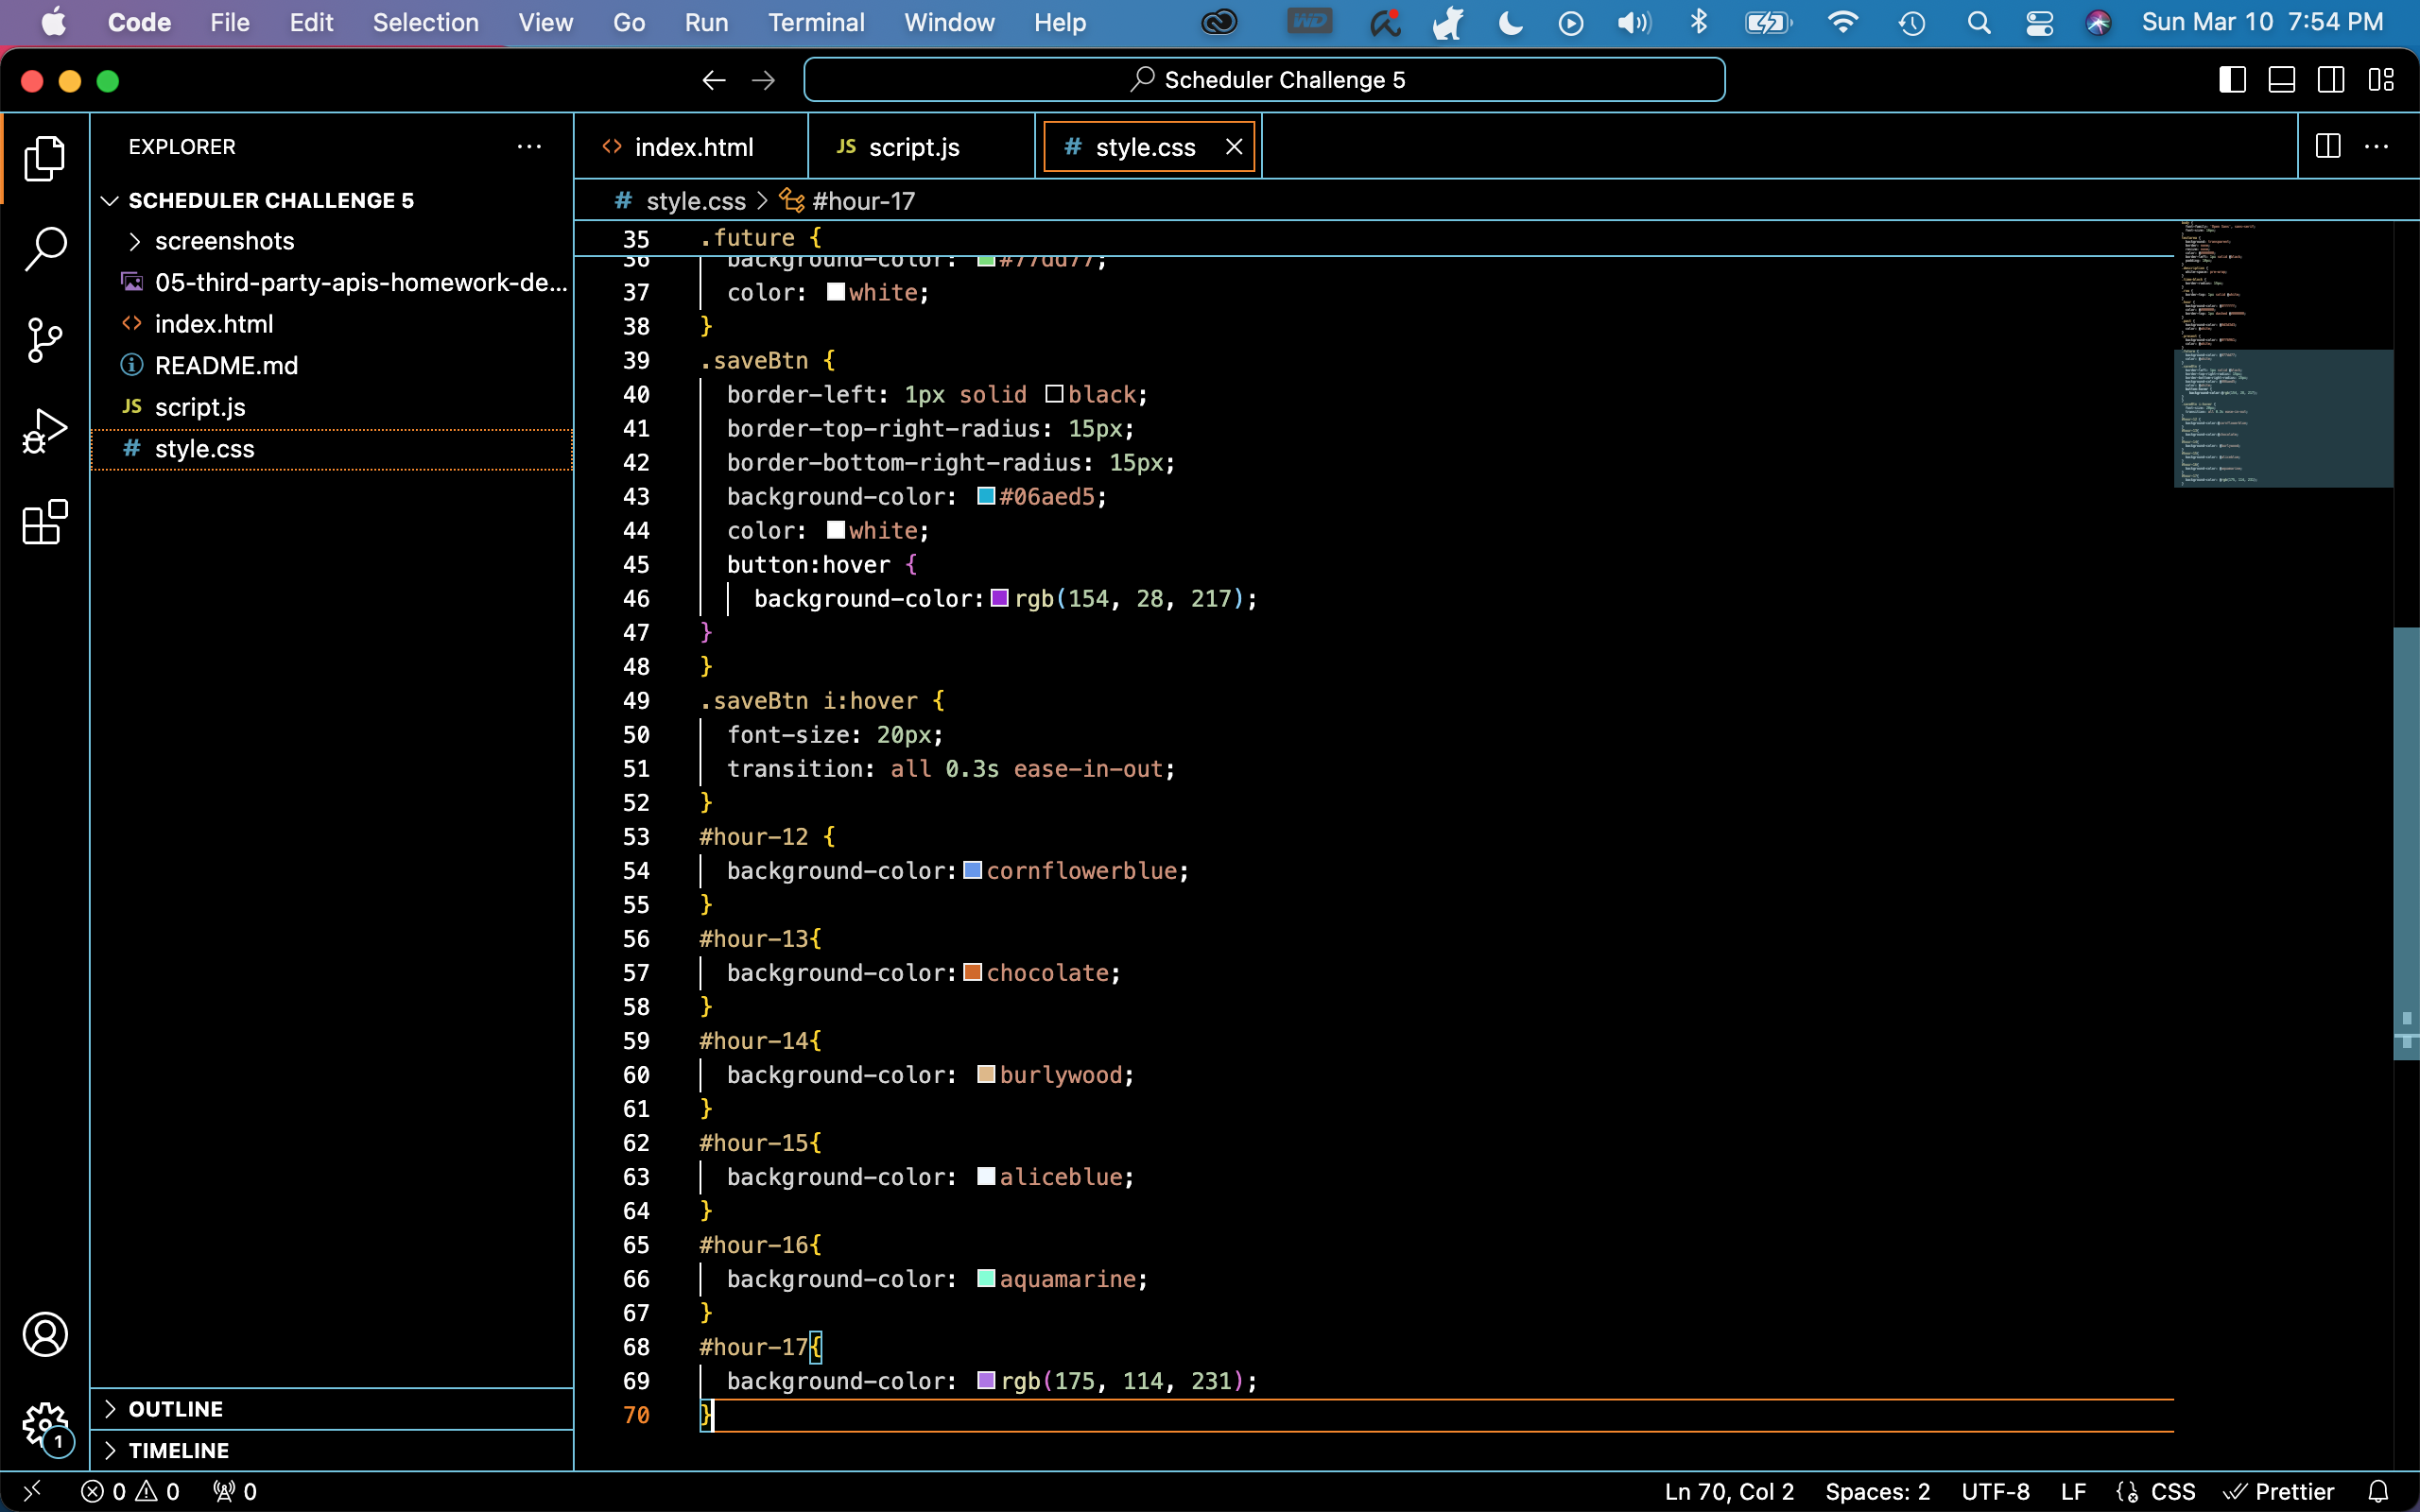 Code File Edit Selection View Go Run Terminal Window Help WD Sun Mar 10 7:54 PM
Scheduler Challenge 5
EXPLORER
SCHEDULER CHALLENGE 5
screenshots
05-third-party-apis-homework-de...
index.html
README.md
JS script.js
# style.css
OUTLINE
TIMELINE
index.html JS script.js # style.css
# style.css > #hour-17
35 .future {
36 background-color: #77dd77;
37 color: white;
38 }
39 .saveBtn {
40 border-left: 1px solid black;
41 border-top-right-radius: 15px;
42 border-bottom-right-radius: 15px;
43 background-color: #06aed5;
44 color: white;
45 button:hover {
46 background-color:rgb(154, 28, 217);
47 }
48 }
49 .saveBtn i:hover {
50 font-size: 20px;
51 transition: all 0.3s ease-in-out;
52 }
53 #hour-12 {
54 background-color:cornflowerblue;
55 }
56 #hour-13{
57 background-color:chocolate;
58 }
59 #hour-14{
60 background-color: burlywood;
61 }
62 #hour-15{
63 background-color: aliceblue;
64 }
65 #hour-16{
66 background-color: aquamarine;
67 }
68 #hour-17{
69 background-color: rgb(175, 114, 231);
70 }
1
0 0 0 Ln 70, Col 2 Spaces: 2 UTF-8 LF CSS Prettier